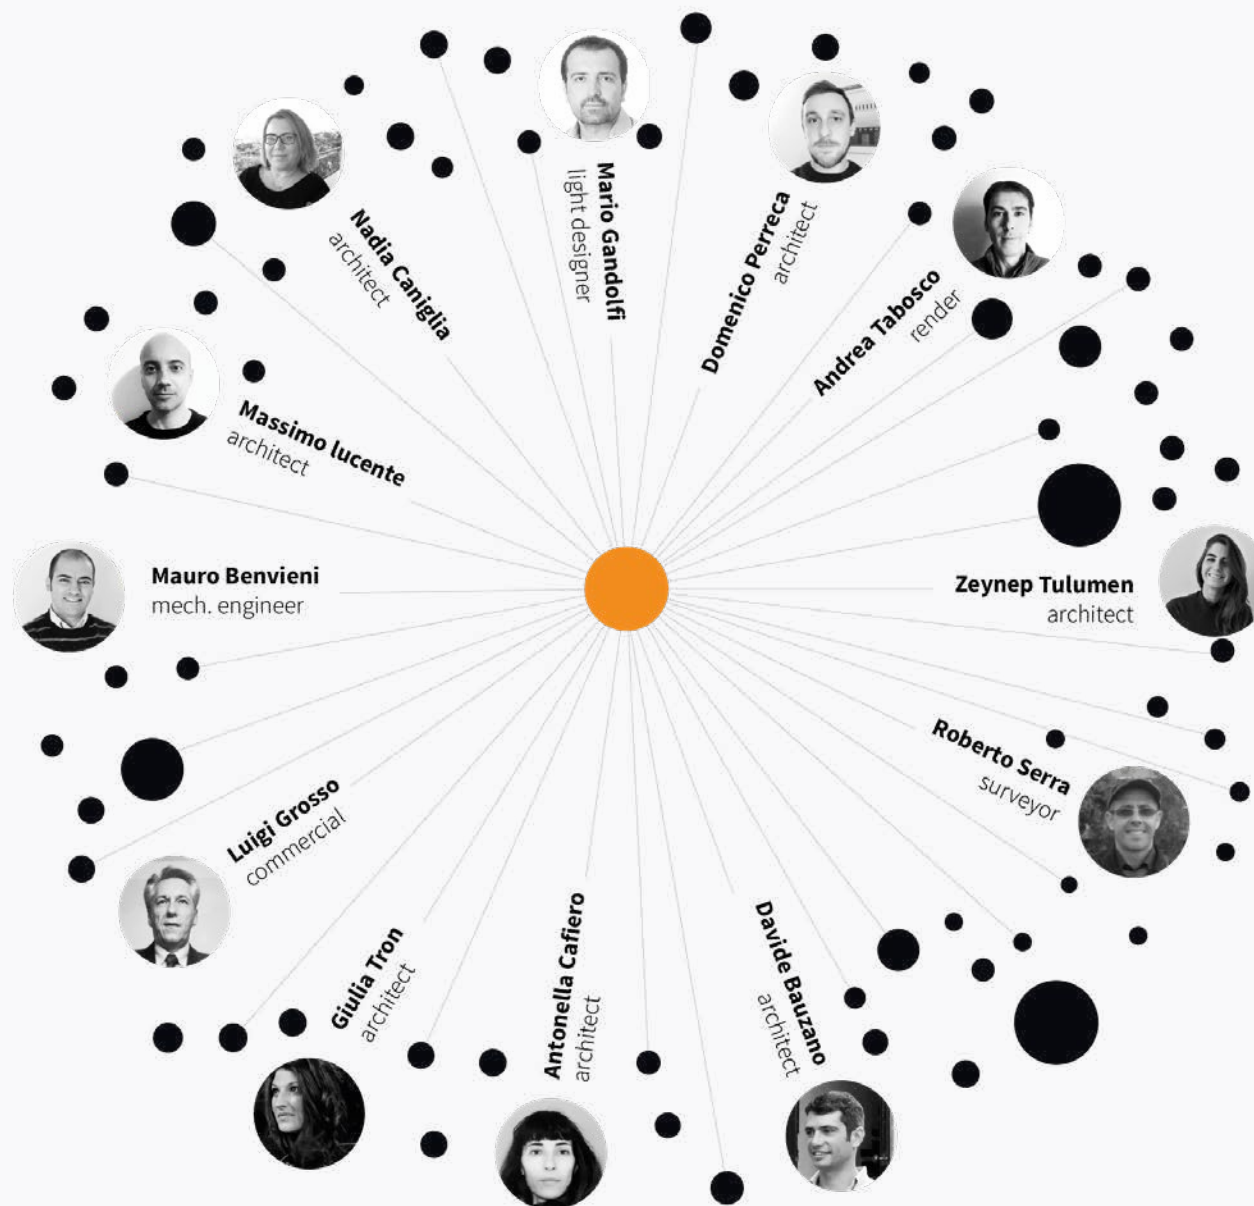 Mario Gandolfi
light designer
Domenico Perreca
architect
Andrea Tabosco
render
Zeynep Tulumen
architect
Roberto Serra
surveyor
Davide Bauzano
architect
Antonella Cafiero
architect
Giulia Tron
architect
Luigi Grosso
commercial
Mauro Benvieni
mech. engineer
Massimo lucente
architect
Nadia Caniglia
architect